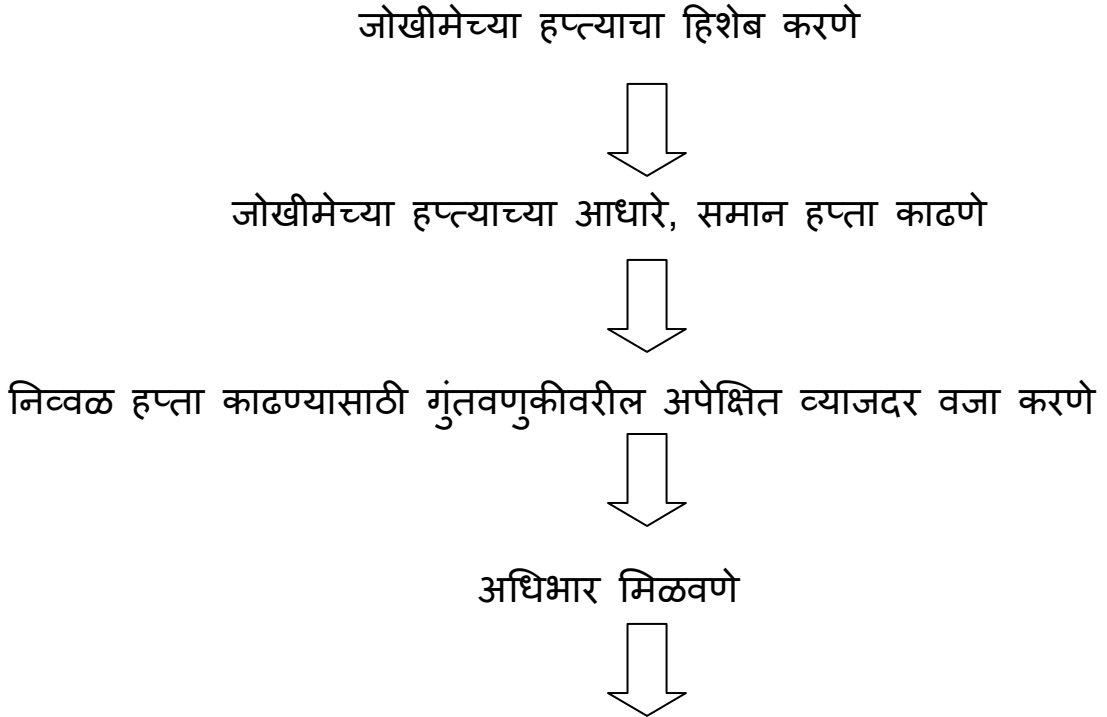 जोखीमेच्या हप्त्याचा हिशेब करणे
जोखीमेच्या हप्त्याच्या आधारे, समान हप्ता काढणे
निव्वळ हप्ता काढण्यासाठी गुंतवणुकीवरील अपेक्षित व्याजदर वजा करणे
अधिभार मिळवणे